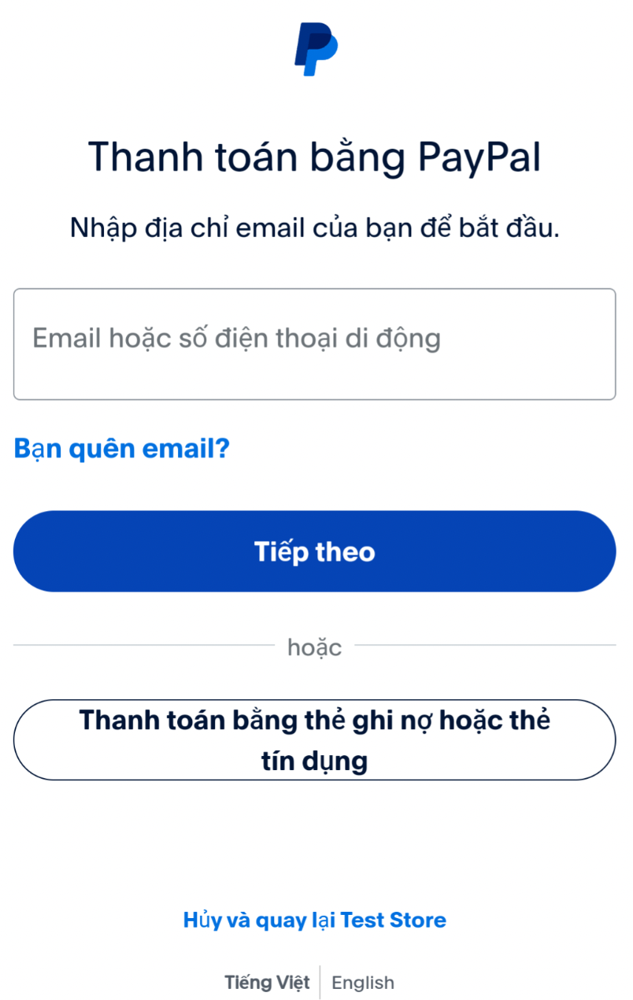 Thanh toán bằng PayPal
Nhập địa chỉ email của bạn để bắt đầu.
Email hoặc số điện thoại di động
Bạn quên email?
Tiếp theo
hoặc
Thanh toán bằng thẻ ghi nợ hoặc thẻ
tín dụng
Hủy và quay lại Test Store
Tiếng Việt English